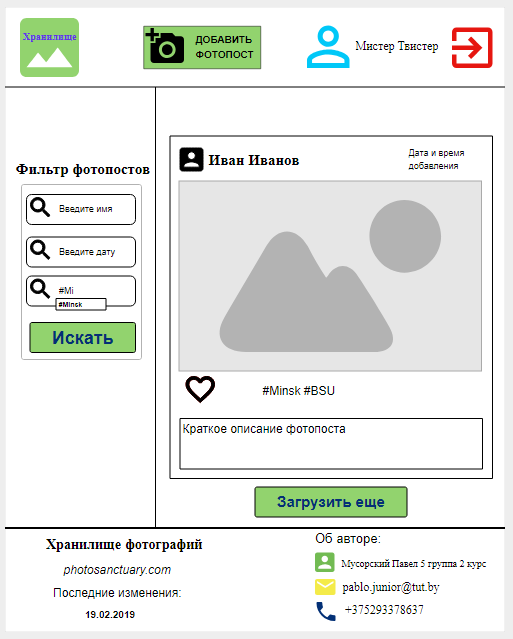 Хранилище
ДОБАВИТЬ
ФОТОПОСТ
Мистер Твистер
Фильтр фотопостов
Введите имя
Введите дату
#Mi
#Minsk
Искать
Иван Иванов
Дата и время
добавления
#Minsk #BSU
Краткое описание фотопоста
Загрузить еще
Хранилище фотографий
photosanctuary.com
Последние изменения:
19.02.2019
Об авторе:
Мусорский Павел 5 группа 2 курс
pablo.junior@tut.by
+375293378637